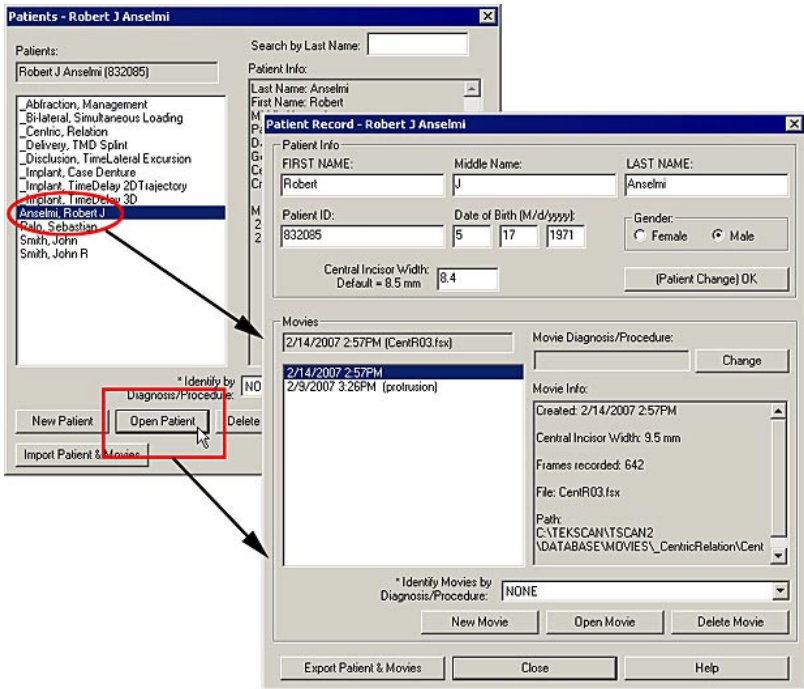 Patients - Robert J Anselmi
Patients:
Robert J Anselmi (832085)
_Abfraction, Management
_Bi-lateral, Simultaneous Loading
_Centric, Relation
_Delivery, TMD Splint
_Disclusion, TimeLateral Excursion
_Implant, Case Denture
_Implant, TimeDelay 2DTrajectory
_Implant, TimeDelay 3D
Anselmi, Robert J
Palo, Sebastian
Smith, John
Smith, John R
Search by Last Name:
Patient Info:
Last Name: Anselmi
First Name: Robert
* Identify by
Diagnosis/Procedure:
NO
New Patient
Open Patient
Delete
Import Patient & Movies
Patient Record - Robert J Anselmi
Patient Info
FIRST NAME:
Middle Name:
LAST NAME:
Robert
J
Anselmi
Patient ID:
Date of Birth (M/d/yyyy):
Gender:
832085
5
17
1971
Female
Male
Central Incisor Width:
Default = 8.5 mm
8.4
(Patient Change) OK
Movies
2/14/2007 2:57PM (CentR03.fsx)
2/14/2007 2:57PM
2/9/2007 3:26PM (protrusion)
Movie Diagnosis/Procedure:
Change
Movie Info:
Created: 2/14/2007 2:57PM
Central Incisor Width: 9.5 mm
Frames recorded: 642
File: CentR03.fsx
Path:
C:\TEKSCAN\TSCAN2
\DATABASE\MOVIES\_CentricRelation\Cent
* Identify Movies by
Diagnosis/Procedure:
NONE
New Movie
Open Movie
Delete Movie
Export Patient & Movies
Close
Help